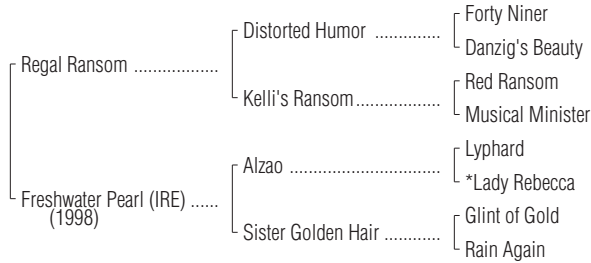 Forty Niner
Distorted Humor ..............
Danzig's Beauty
Regal Ransom ..................
Red Ransom
Kelli's Ransom..................
Musical Minister
Lyphard
Alzao ................................
*Lady Rebecca
Freshwater Pearl (IRE) ......
(1998)
Glint of Gold
Sister Golden Hair ............
Rain Again